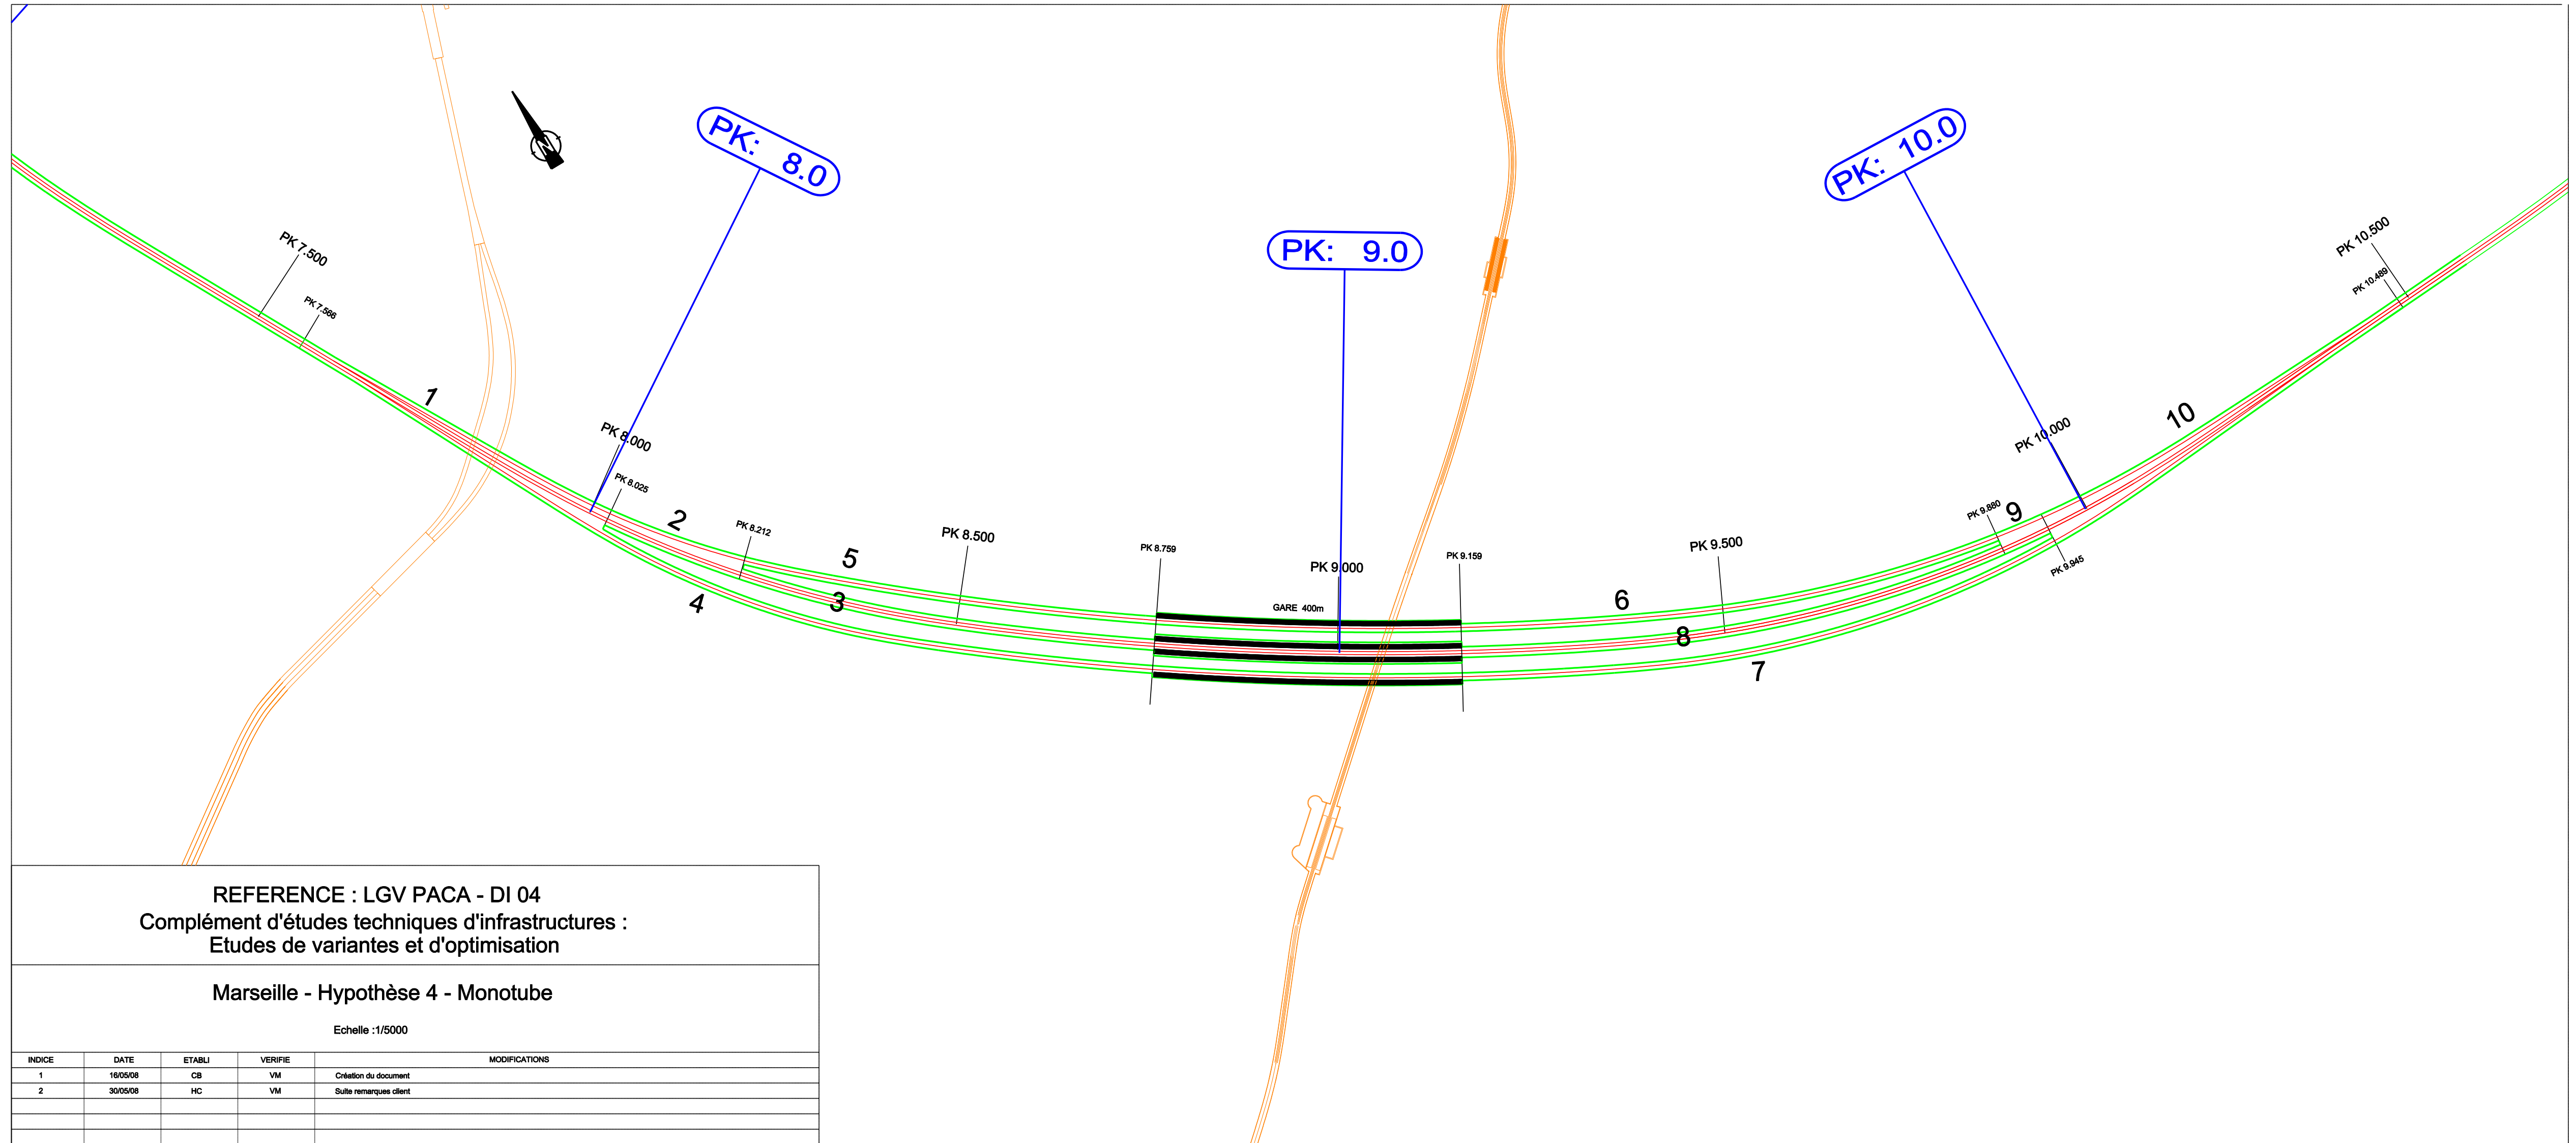 PK: 8.0
PK: 9.0
PK: 10.0
PK 7.500
PK 7.566
1
PK 8.000
PK 8.025
2
PK 8.212
5
3
4
PK 8.500
PK 8.759
PK 9.000
GARE 400m
PK 9.159
6
8
7
PK 9.500
PK 9.880
9
PK 9.945
PK 10.000
10
PK 10.500
PK 10.489
REFERENCE : LGV PACA - DI 04
Complément d'études techniques d'infrastructures :
Etudes de variantes et d'optimisation
Marseille - Hypothèse 4 - Monotube
Echelle :1/5000
INDICE DATE ETABLI VERIFIE MODIFICATIONS
1 16/05/08 CB VM Création du document
2 30/05/08 HC VM Suite remarques client